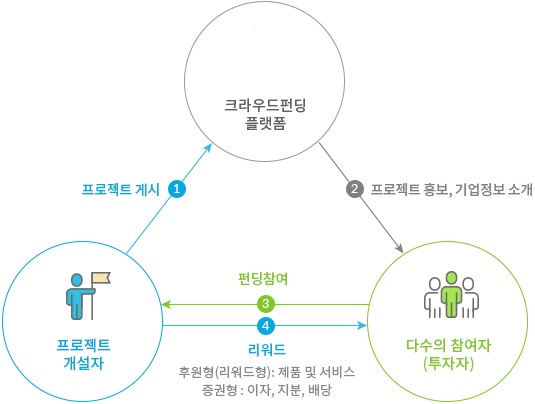 크라우드펀딩
플랫폼
프로젝트 게시 1
2 프로젝트 홍보, 기업정보 소개
펀딩참여
3
4
프로젝트
개설자
리워드
후원형(리워드형): 제품 및 서비스
증권형 : 이자, 지분, 배당
다수의 참여자
(투자자)